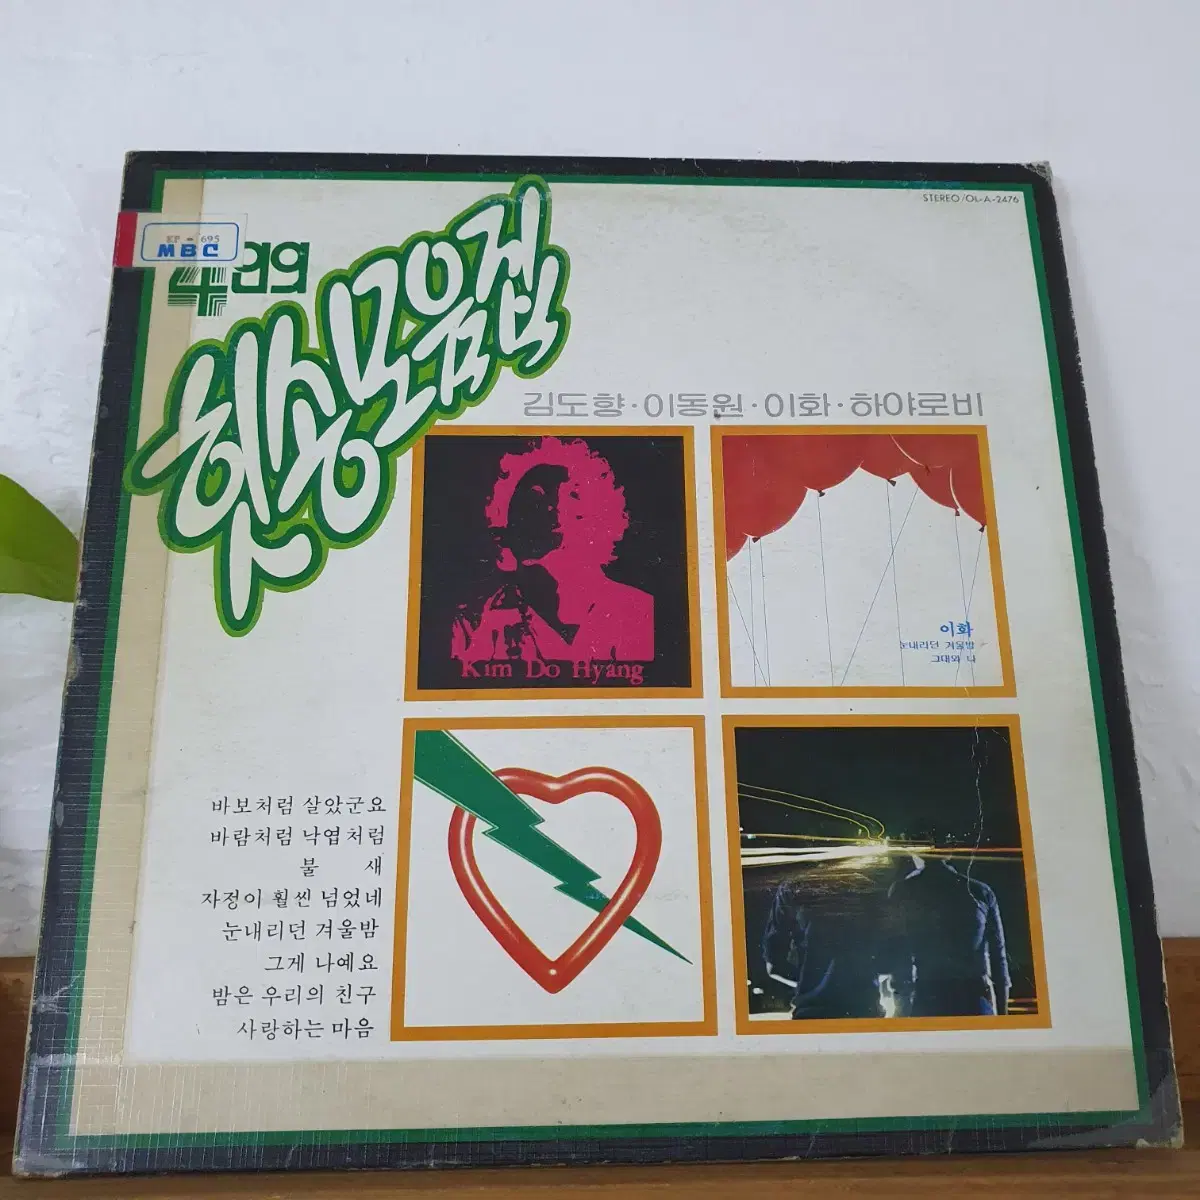 STEREO/OL-A-2476
KP - 695
MBC
4인의
힛송모음집
김도향·이동원·이화·하야로비
Kim Do Hyang
이화
눈내리던 겨울밤
그대와 나
바보처럼 살았군요
바람처럼 낙엽처럼
불 새
자정이 훨씬 넘었네
눈내리던 겨울밤
그게 나예요
밤은 우리의 친구
사랑하는 마음